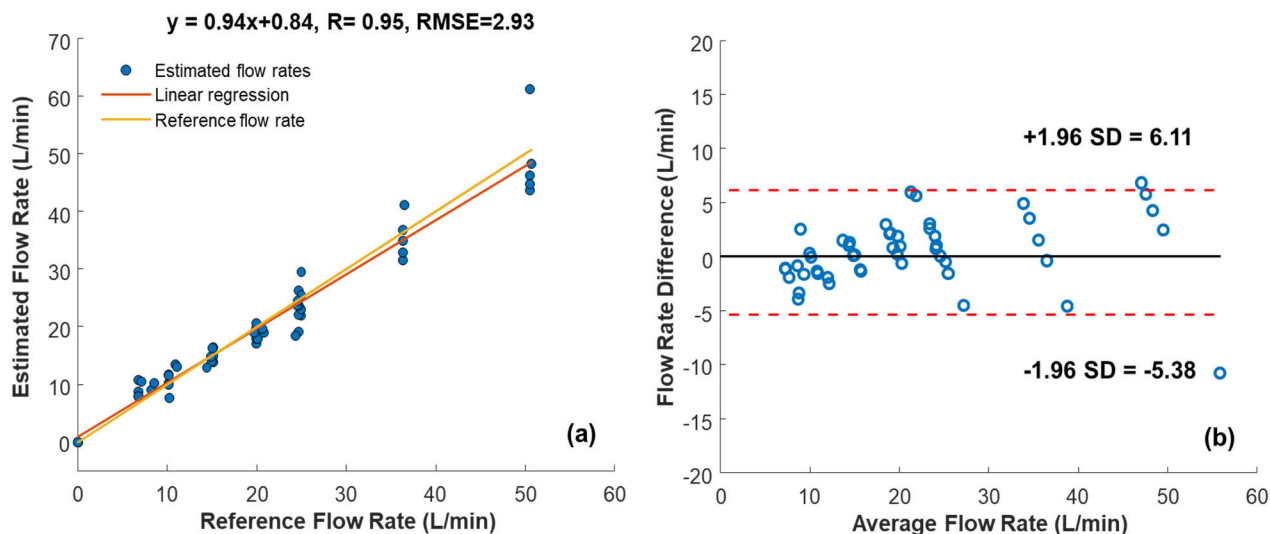 y = 0.94x+0.84, R= 0.95, RMSE=2.93
Estimated Flow Rate (L/min)
70
60
50
40
30
20
10
0
Estimated flow rates
Linear regression
Reference flow rate
(a)
0 10 20 30 40 50 60
Reference Flow Rate (L/min)
Flow Rate Difference (L/min)
20
15
10
5
0
-5
-10
-15
-20
+1.96 SD = 6.11
-1.96 SD = -5.38
(b)
10 20 30 40 50 60
Average Flow Rate (L/min)